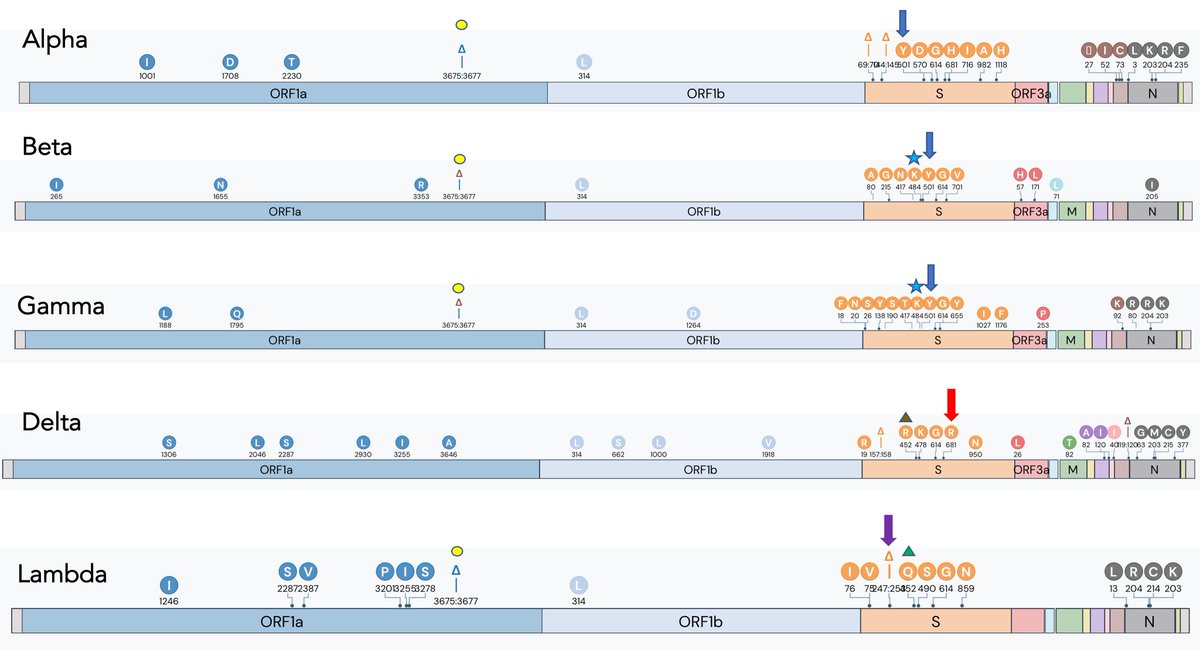 Alpha
Δ
Δ Δ Δ
I D T L Y D G H I A H I C L K R F
1001 1708 2230 3675:3677 314 501 570 614 681 716 982 1118 27 52 73 3 203 204 235
ORF1a ORF1b S ORF3a N
Beta
Δ
I N R L A G N K Y G V H L L I
265 1655 3353 3675:3677 314 80 215 417 484 501 614 701 57 171 71 205
ORF1a ORF1b S ORF3a M N
Gamma
Δ
L Q L D F N S Y S T K Y G Y I F P K R R K
1188 1795 3675:3677 314 1264 18 20 26 138 190 417 484 501 614 655 1027 1176 253 92 80 204 203
ORF1a ORF1b S ORF3a M N
Delta
Δ Δ
S L S L I A L S L V R R K G R N L T A I I G M C Y
1306 2046 2287 2930 3255 3646 314 662 1000 1918 19 157:158 452 478 614 681 950 26 82 82 120 40 119:120 63 203 215 377
ORF1a ORF1b S ORF3a M N
Lambda
Δ Δ
I S V P I S L I V Q S G N L R C K
1246 2287 2387 3201 3255 3278 3675:3677 314 76 75 452 490 614 859 13 204 214 203
ORF1a ORF1b S N